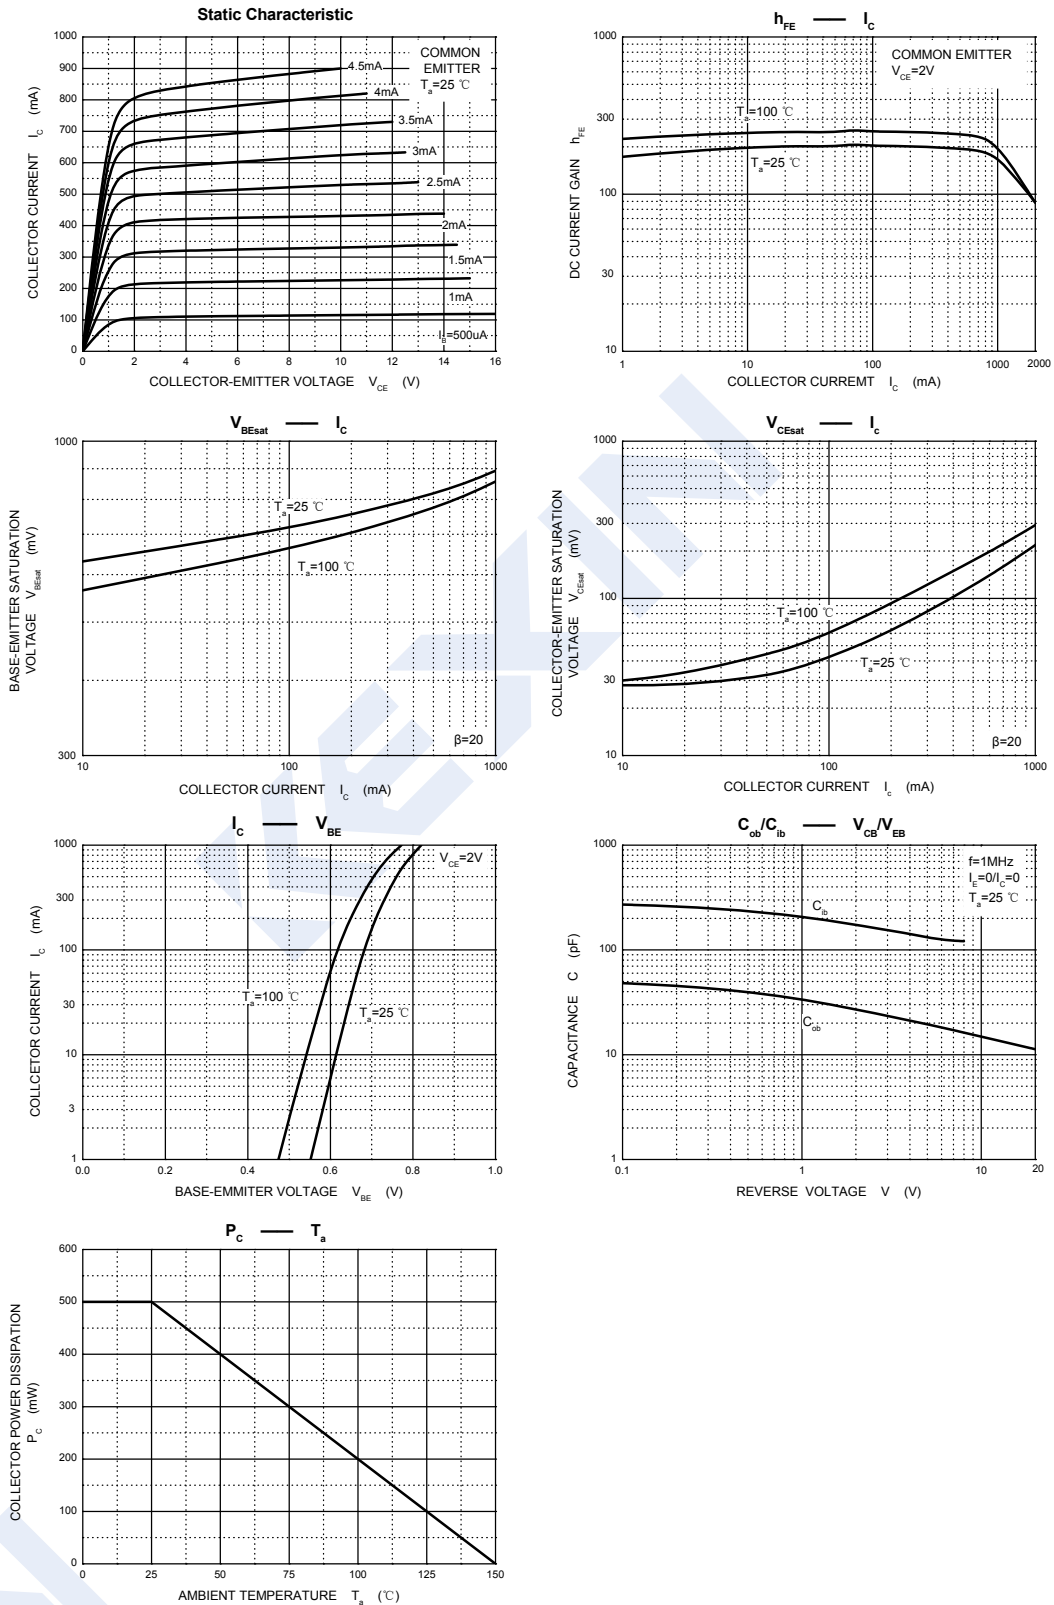 Static Characteristic
1000
900
800
700
600
500
400
300
200
100
0
0 2 4 6 8 10 12 14 16
COLLECTOR CURRENT I_C (mA)
COLLECTOR-EMITTER VOLTAGE V_CE (V)
COMMON
EMITTER
T_a=25 ℃
4.5mA
4mA
3.5mA
3mA
2.5mA
2mA
1.5mA
1mA
I_B=500uA
h_FE —— I_C
1000
300
100
30
10
1 10 100 1000 2000
DC CURRENT GAIN h_FE
COLLECTOR CURREMT I_C (mA)
COMMON EMITTER
V_CE=2V
T_a=100 ℃
T_a=25 ℃
V_BEsat —— I_C
1000
300
10 100 1000
BASE-EMITTER SATURATION
VOLTAGE V_BEsat (mV)
COLLECTOR CURRENT I_C (mA)
T_a=25 ℃
T_a=100 ℃
β=20
V_CEsat —— I_c
1000
300
100
30
10
10 100 1000
COLLECTOR-EMITTER SATURATION
VOLTAGE V_CEsat (mV)
COLLECTOR CURRENT I_c (mA)
T_a=100 ℃
T_a=25 ℃
β=20
I_C —— V_BE
1000
300
100
30
10
3
1
0.0 0.2 0.4 0.6 0.8 1.0
COLLCETOR CURRENT I_C (mA)
BASE-EMMITER VOLTAGE V_BE (V)
V_CE=2V
T_a=100 ℃
T_a=25 ℃
C_ob/C_ib —— V_CB/V_EB
1000
100
10
1
0.1 1 10 20
CAPACITANCE C (pF)
REVERSE VOLTAGE V (V)
f=1MHz
I_E=0/I_C=0
T_a=25 ℃
C_ib
C_ob
P_C —— T_a
600
500
400
300
200
100
0
0 25 50 75 100 125 150
COLLECTOR POWER DISSIPATION
P_C (mW)
AMBIENT TEMPERATURE T_a (℃)
KEXIN